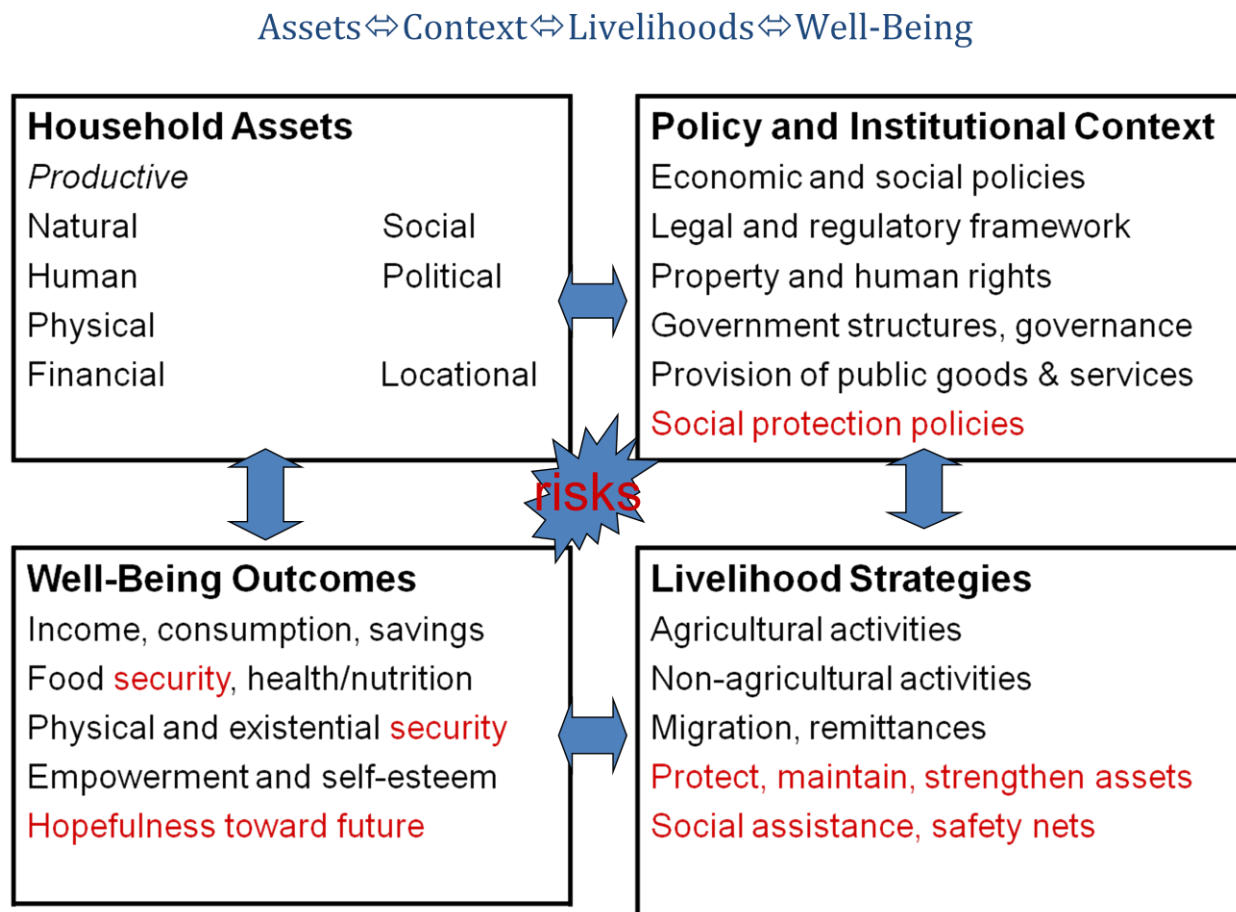 Assets⇔Context⇔Livelihoods⇔Well-Being
Household Assets
Productive
Natural Social
Human Political
Physical
Financial Locational
Policy and Institutional Context
Economic and social policies
Legal and regulatory framework
Property and human rights
Government structures, governance
Provision of public goods & services
Social protection policies
risks
Well-Being Outcomes
Income, consumption, savings
Food security, health/nutrition
Physical and existential security
Empowerment and self-esteem
Hopefulness toward future
Livelihood Strategies
Agricultural activities
Non-agricultural activities
Migration, remittances
Protect, maintain, strengthen assets
Social assistance, safety nets